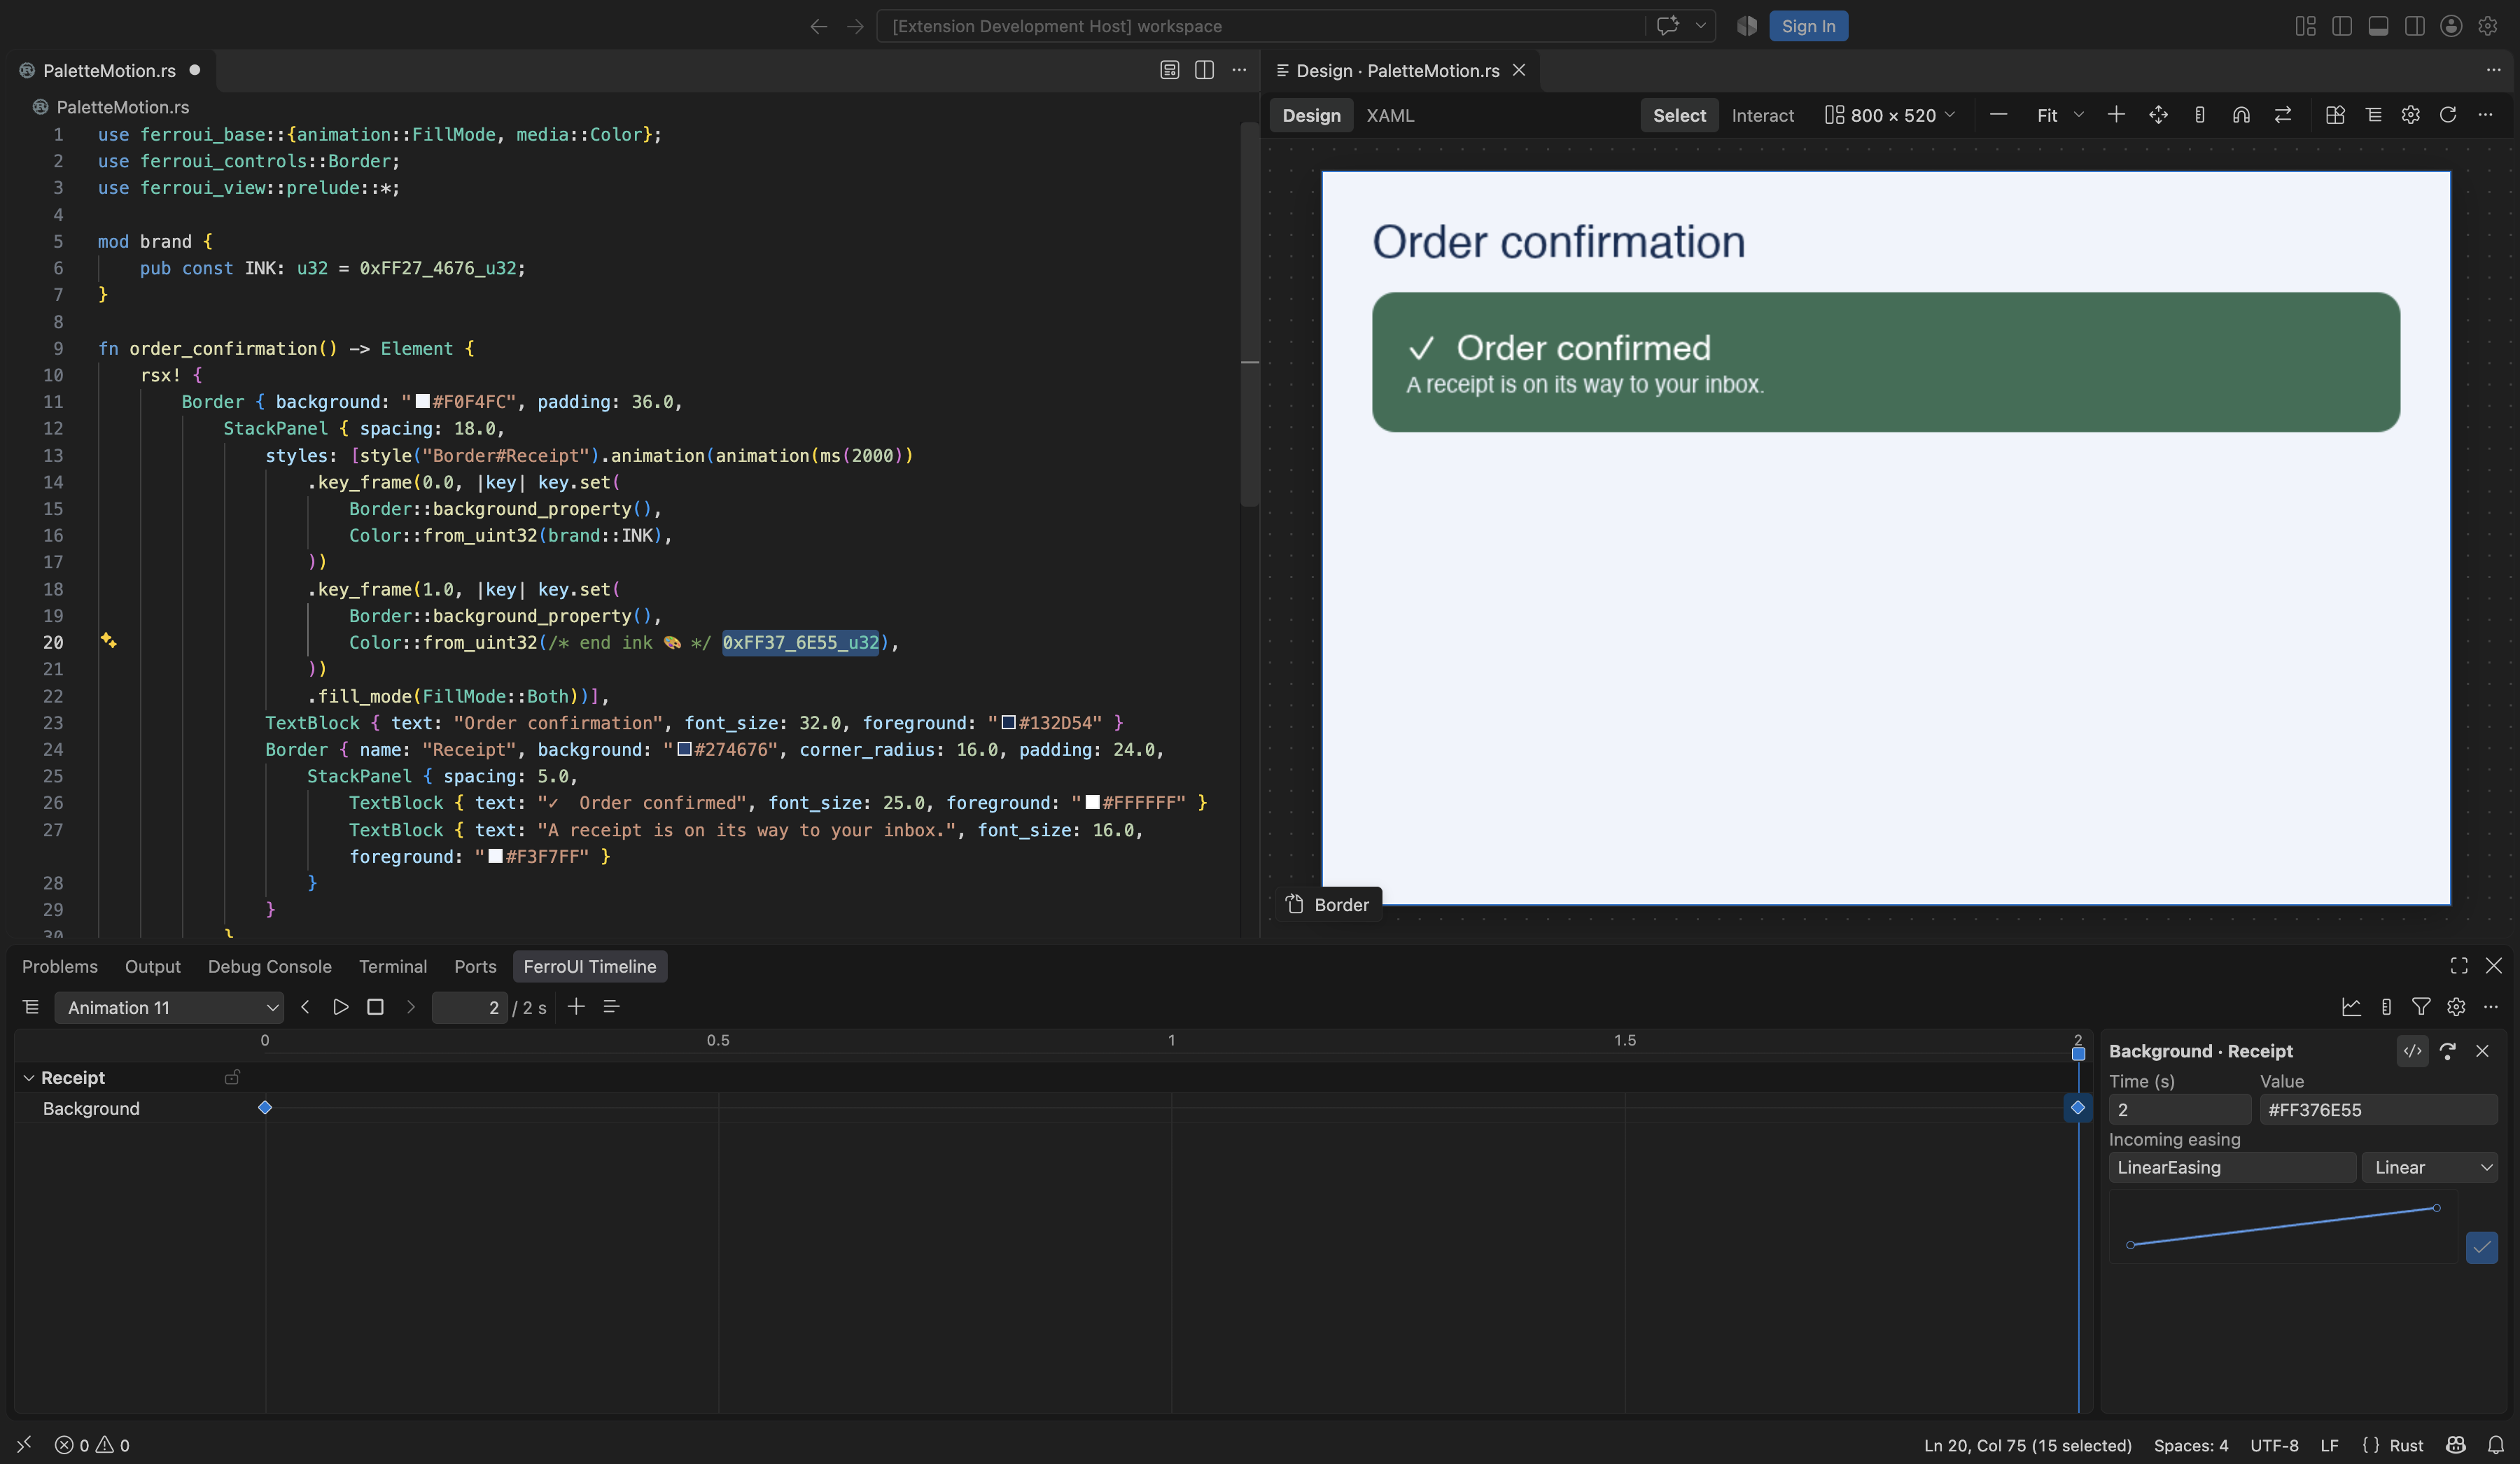 [Extension Development Host] workspace
Sign In
PaletteMotion.rs
Design · PaletteMotion.rs
PaletteMotion.rs
Design
XAML
Select
Interact
800 × 520
Fit
1 use ferroui_base::{animation::FillMode, media::Color};
2 use ferroui_controls::Border;
3 use ferroui_view::prelude::*;
4
5 mod brand {
6 pub const INK: u32 = 0xFF27_4676_u32;
7 }
8
9 fn order_confirmation() -> Element {
10 rsx! {
11 Border { background: "#F0F4FC", padding: 36.0,
12 StackPanel { spacing: 18.0,
13 styles: [style("Border#Receipt").animation(animation(ms(2000))
14 .key_frame(0.0, |key| key.set(
15 Border::background_property(),
16 Color::from_uint32(brand::INK),
17 ))
18 .key_frame(1.0, |key| key.set(
19 Border::background_property(),
20 Color::from_uint32(/* end ink 🎨 */ 0xFF37_6E55_u32),
21 ))
22 .fill_mode(FillMode::Both))],
23 TextBlock { text: "Order confirmation", font_size: 32.0, foreground: "#132D54" }
24 Border { name: "Receipt", background: "#274676", corner_radius: 16.0, padding: 24.0,
25 StackPanel { spacing: 5.0,
26 TextBlock { text: "✓  Order confirmed", font_size: 25.0, foreground: "#FFFFFF" }
27 TextBlock { text: "A receipt is on its way to your inbox.", font_size: 16.0,
foreground: "#F3F7FF" }
28 }
29 }
30 }
Order confirmation
✓ Order confirmed
A receipt is on its way to your inbox.
Border
Problems
Output
Debug Console
Terminal
Ports
FerroUI Timeline
Animation 11
2 / 2 s
0 0.5 1 1.5 2
Receipt
Background
Background · Receipt
Time (s) Value
2 #FF376E55
Incoming easing
LinearEasing Linear
0 0
Ln 20, Col 75 (15 selected)
Spaces: 4
UTF-8
LF
{ } Rust